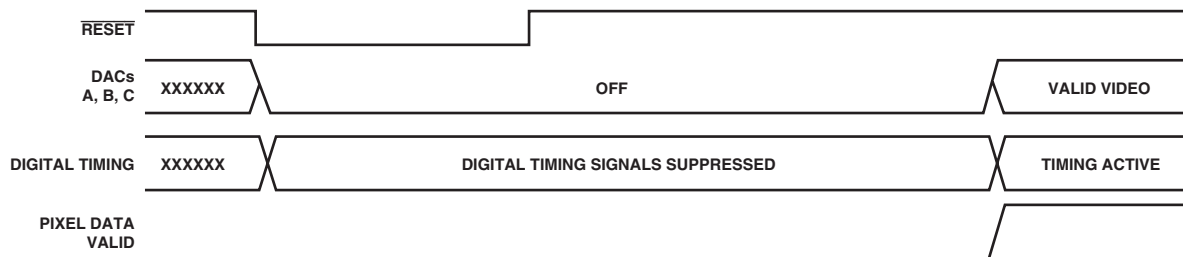 RESET
DACs
A, B, C
XXXXXX
OFF
VALID VIDEO
DIGITAL TIMING
XXXXXX
DIGITAL TIMING SIGNALS SUPPRESSED
TIMING ACTIVE
PIXEL DATA
VALID